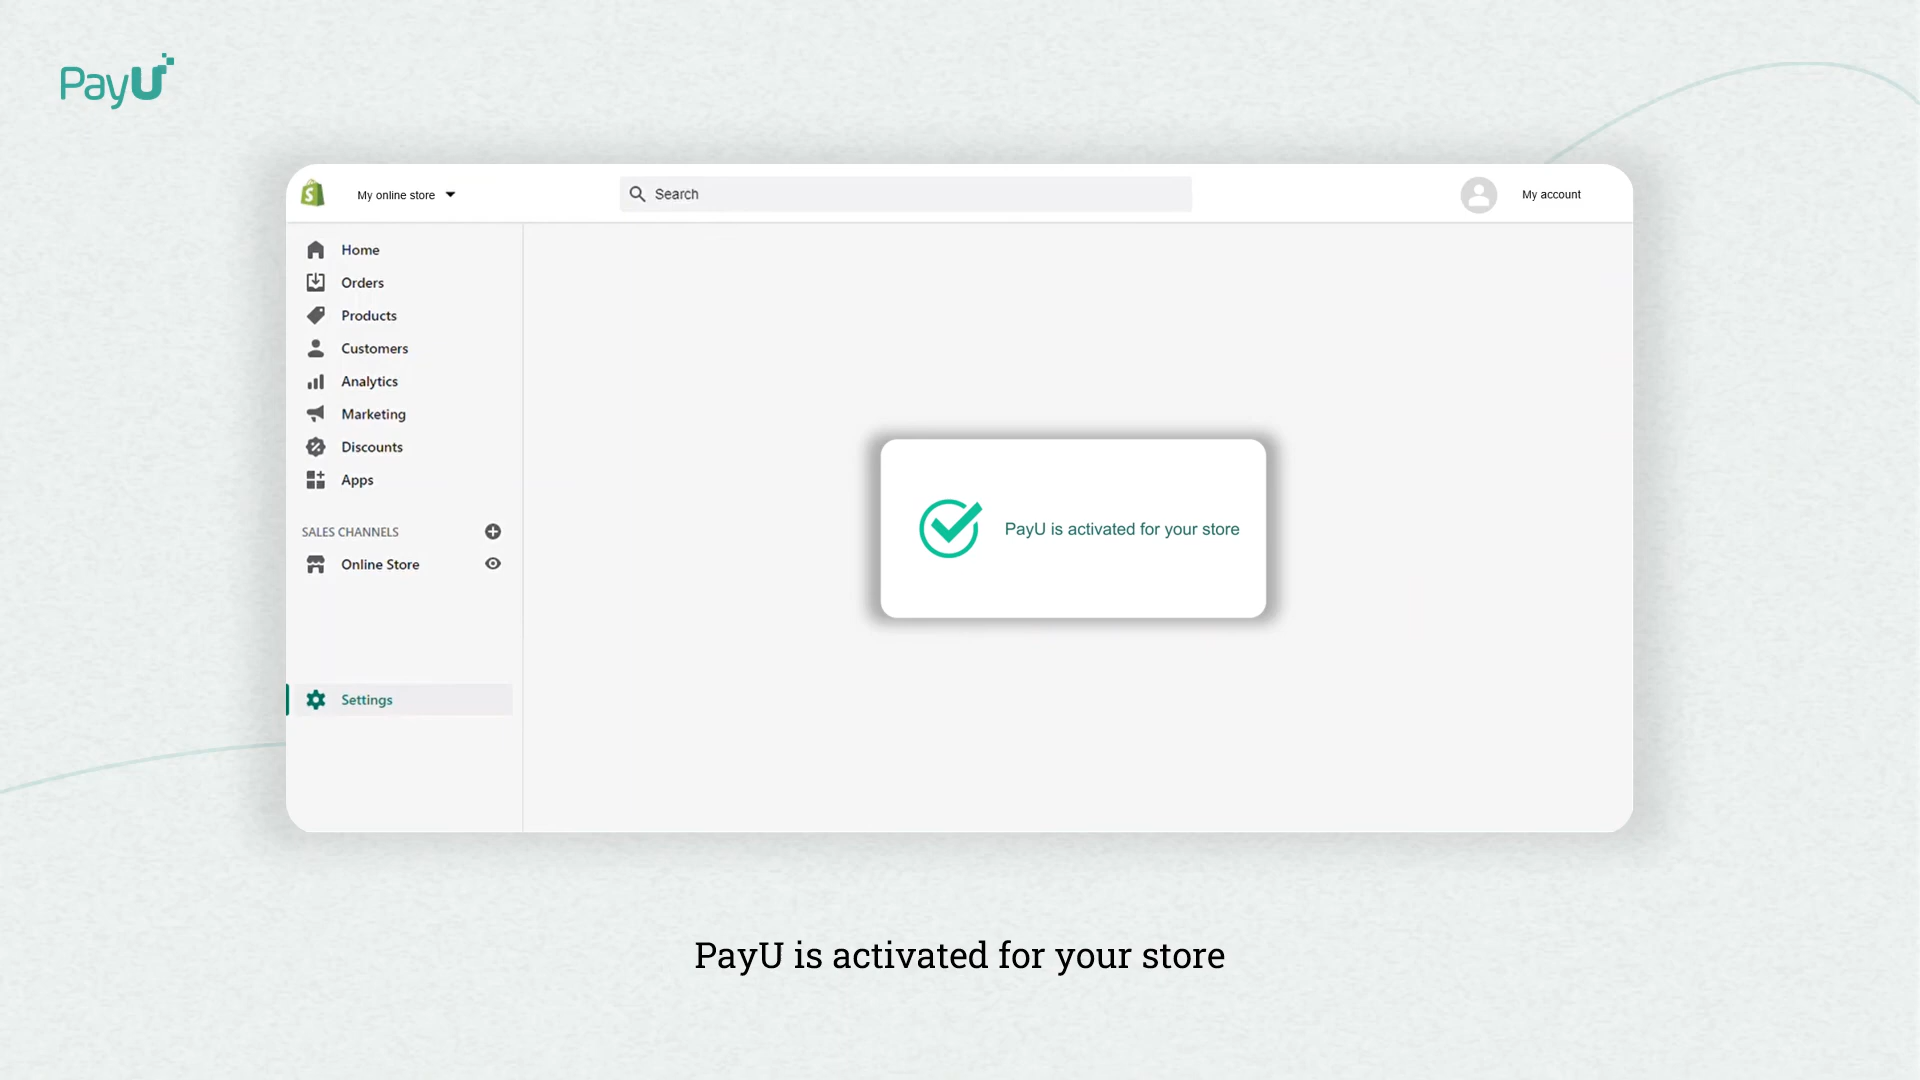 PayU
My online store
Search
My account
Home
Orders
Products
Customers
Analytics
Marketing
Discounts
Apps
SALES CHANNELS
Online Store
Settings
PayU is activated for your store
PayU is activated for your store